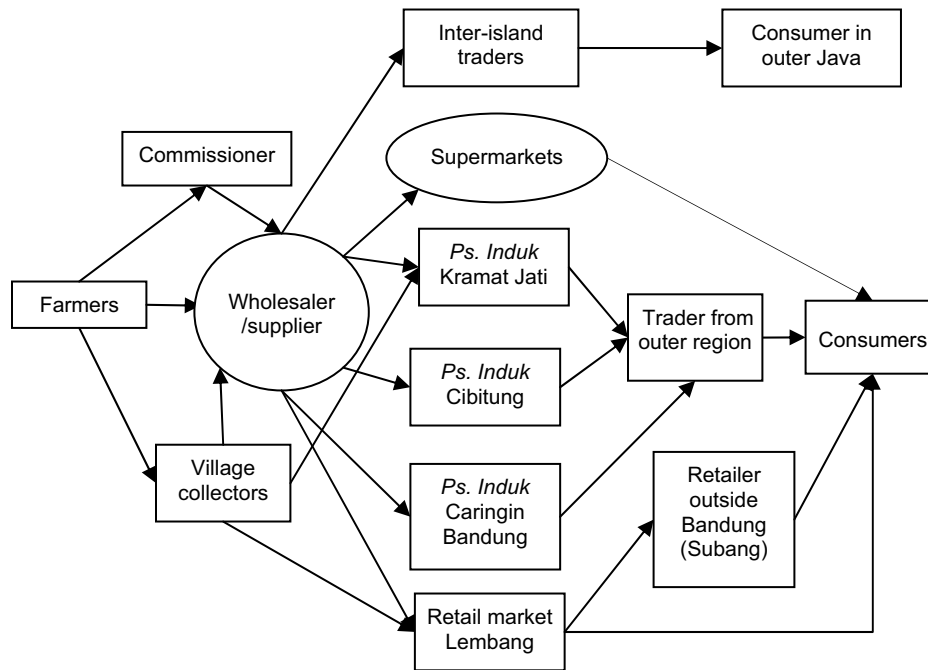 Inter-island
traders
Consumer in
outer Java
Commissioner
Supermarkets
Ps. Induk
Kramat Jati
Farmers
Wholesaler
/supplier
Trader from
outer region
Consumers
Ps. Induk
Cibitung
Village
collectors
Ps. Induk
Caringin
Bandung
Retailer
outside
Bandung
(Subang)
Retail market
Lembang